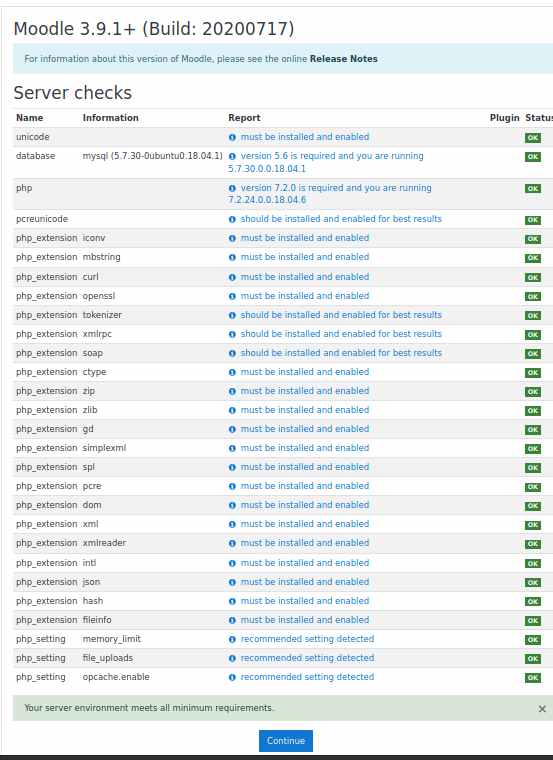 Moodle 3.9.1+ (Build: 20200717)
For information about this version of Moodle, please see the online Release Notes
Server checks
Name Information Report Plugin Status
unicode must be installed and enabled OK
database mysql (5.7.30-0ubuntu0.18.04.1) version 5.6 is required and you are running OK
5.7.30.0.0.18.04.1
php version 7.2.0 is required and you are running OK
7.2.24.0.0.18.04.6
pcreunicode should be installed and enabled for best results OK
php_extension iconv must be installed and enabled OK
php_extension mbstring must be installed and enabled OK
php_extension curl must be installed and enabled OK
php_extension openssl must be installed and enabled OK
php_extension tokenizer should be installed and enabled for best results OK
php_extension xmlrpc should be installed and enabled for best results OK
php_extension soap should be installed and enabled for best results OK
php_extension ctype must be installed and enabled OK
php_extension zip must be installed and enabled OK
php_extension zlib must be installed and enabled OK
php_extension gd must be installed and enabled OK
php_extension simplexml must be installed and enabled OK
php_extension spl must be installed and enabled OK
php_extension pcre must be installed and enabled OK
php_extension dom must be installed and enabled OK
php_extension xml must be installed and enabled OK
php_extension xmlreader must be installed and enabled OK
php_extension intl must be installed and enabled OK
php_extension json must be installed and enabled OK
php_extension hash must be installed and enabled OK
php_extension fileinfo must be installed and enabled OK
php_setting memory_limit recommended setting detected OK
php_setting file_uploads recommended setting detected OK
php_setting opcache.enable recommended setting detected OK
Your server environment meets all minimum requirements. ×
Continue